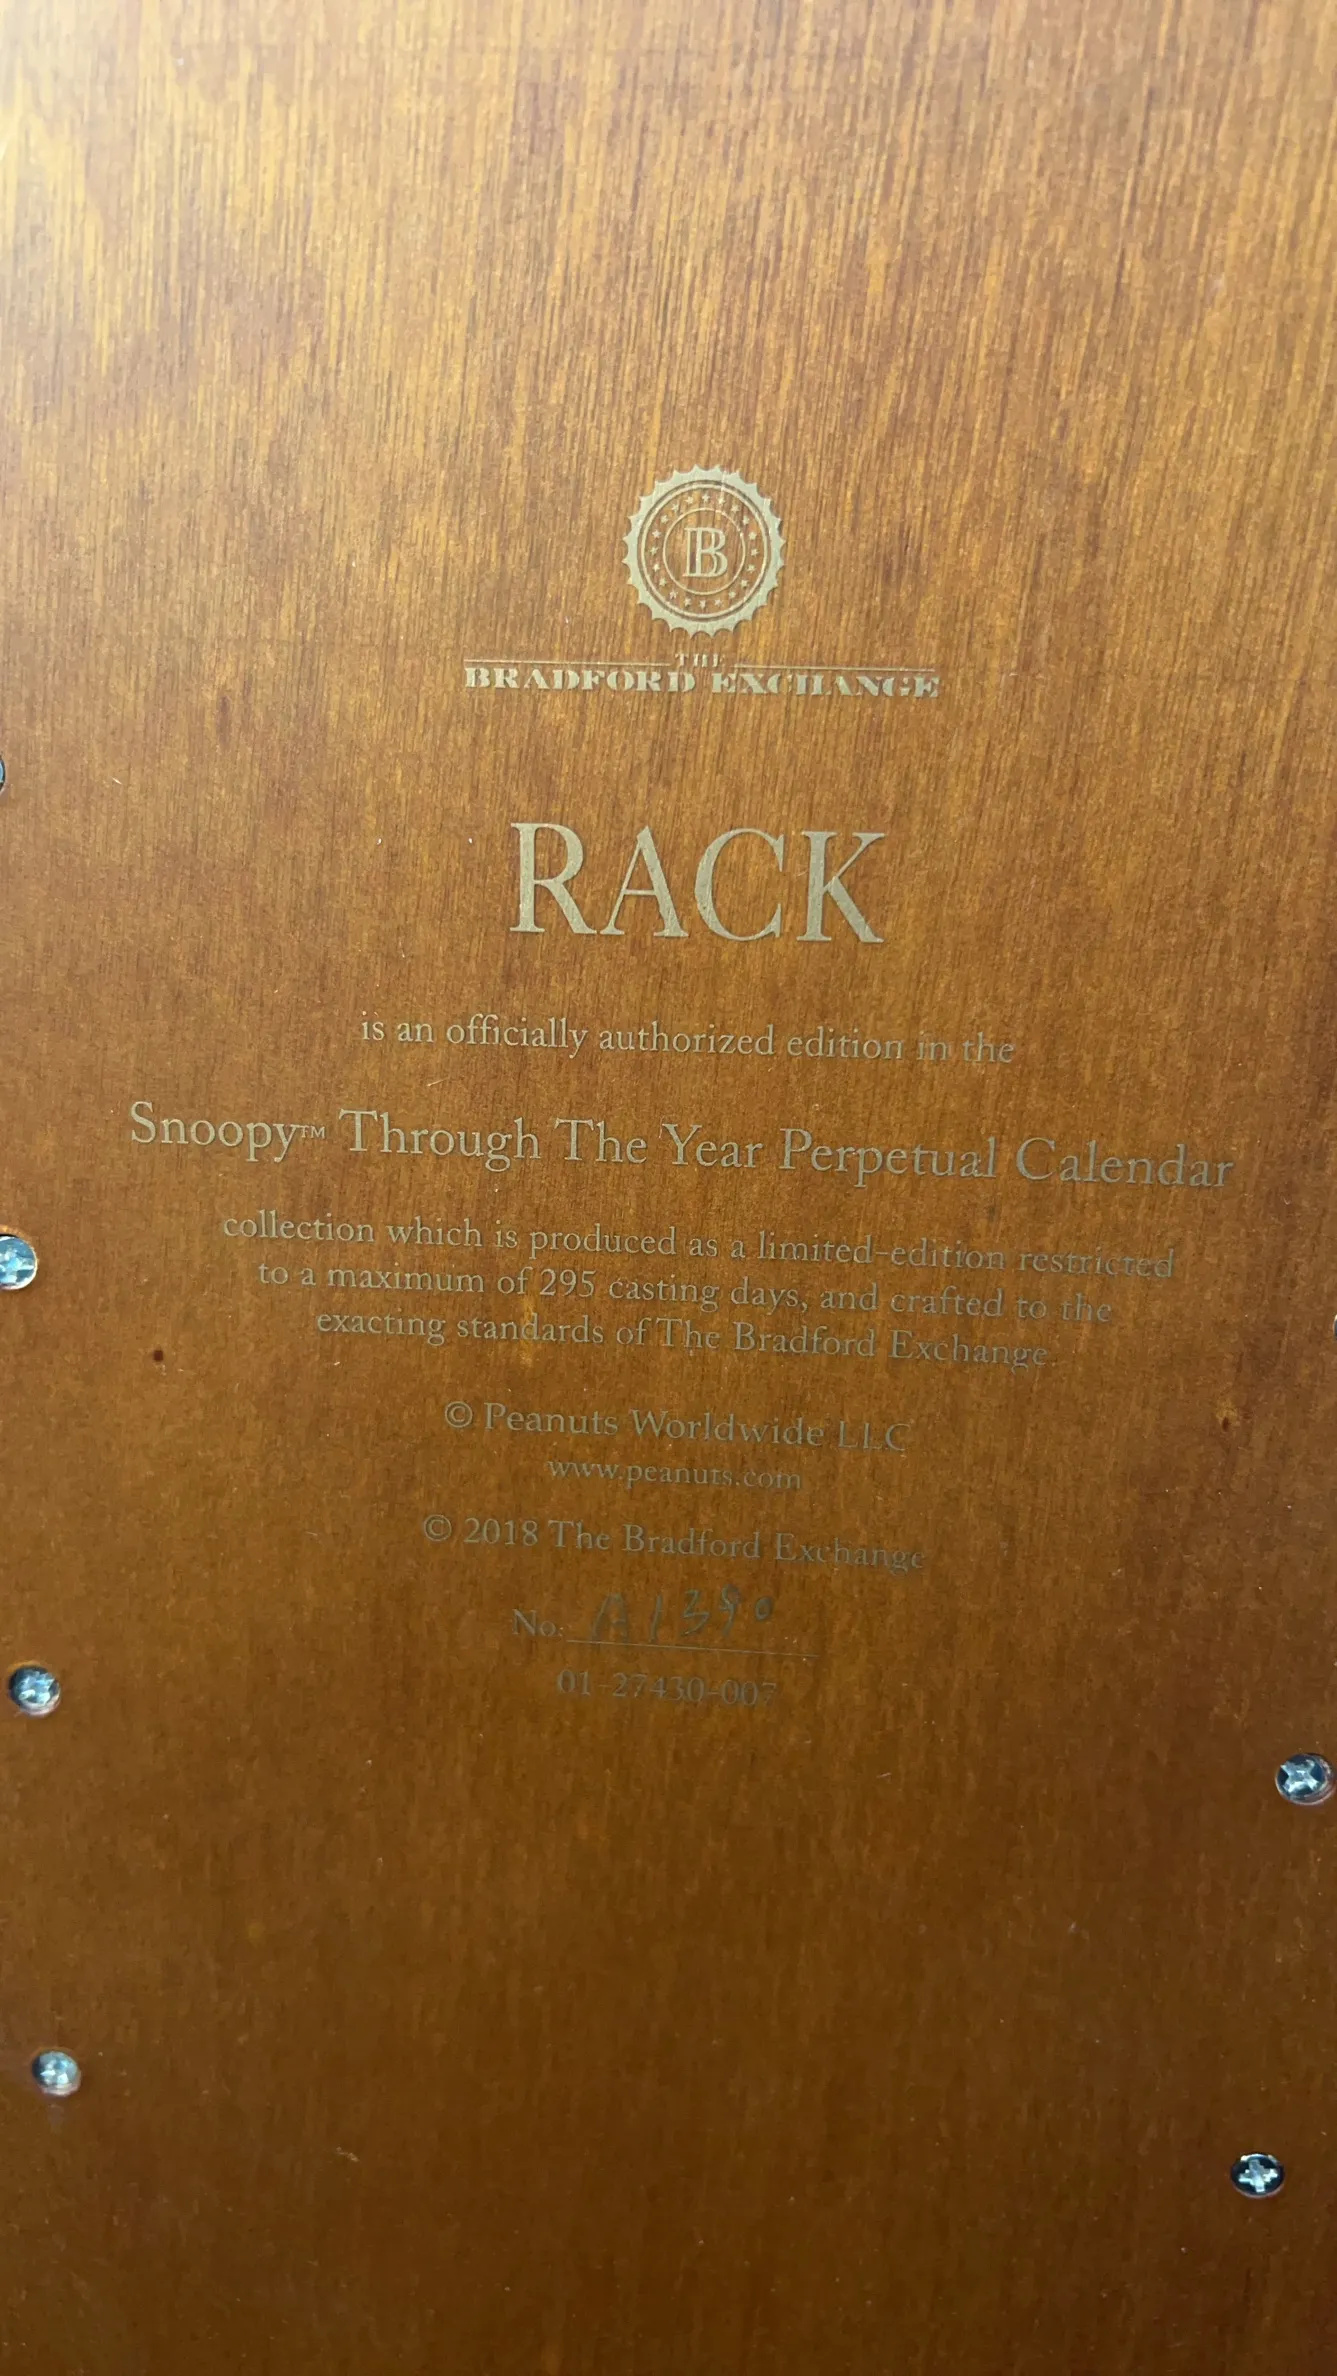 B
THE
BRADFORD EXCHANGE
RACK
is an officially authorized edition in the
Snoopy™ Through The Year Perpetual Calendar
collection which is produced as a limited-edition restricted
to a maximum of 295 casting days, and crafted to the
exacting standards of The Bradford Exchange.
© Peanuts Worldwide LLC
www.peanuts.com
© 2018 The Bradford Exchange
No. A1390
01-27430-007